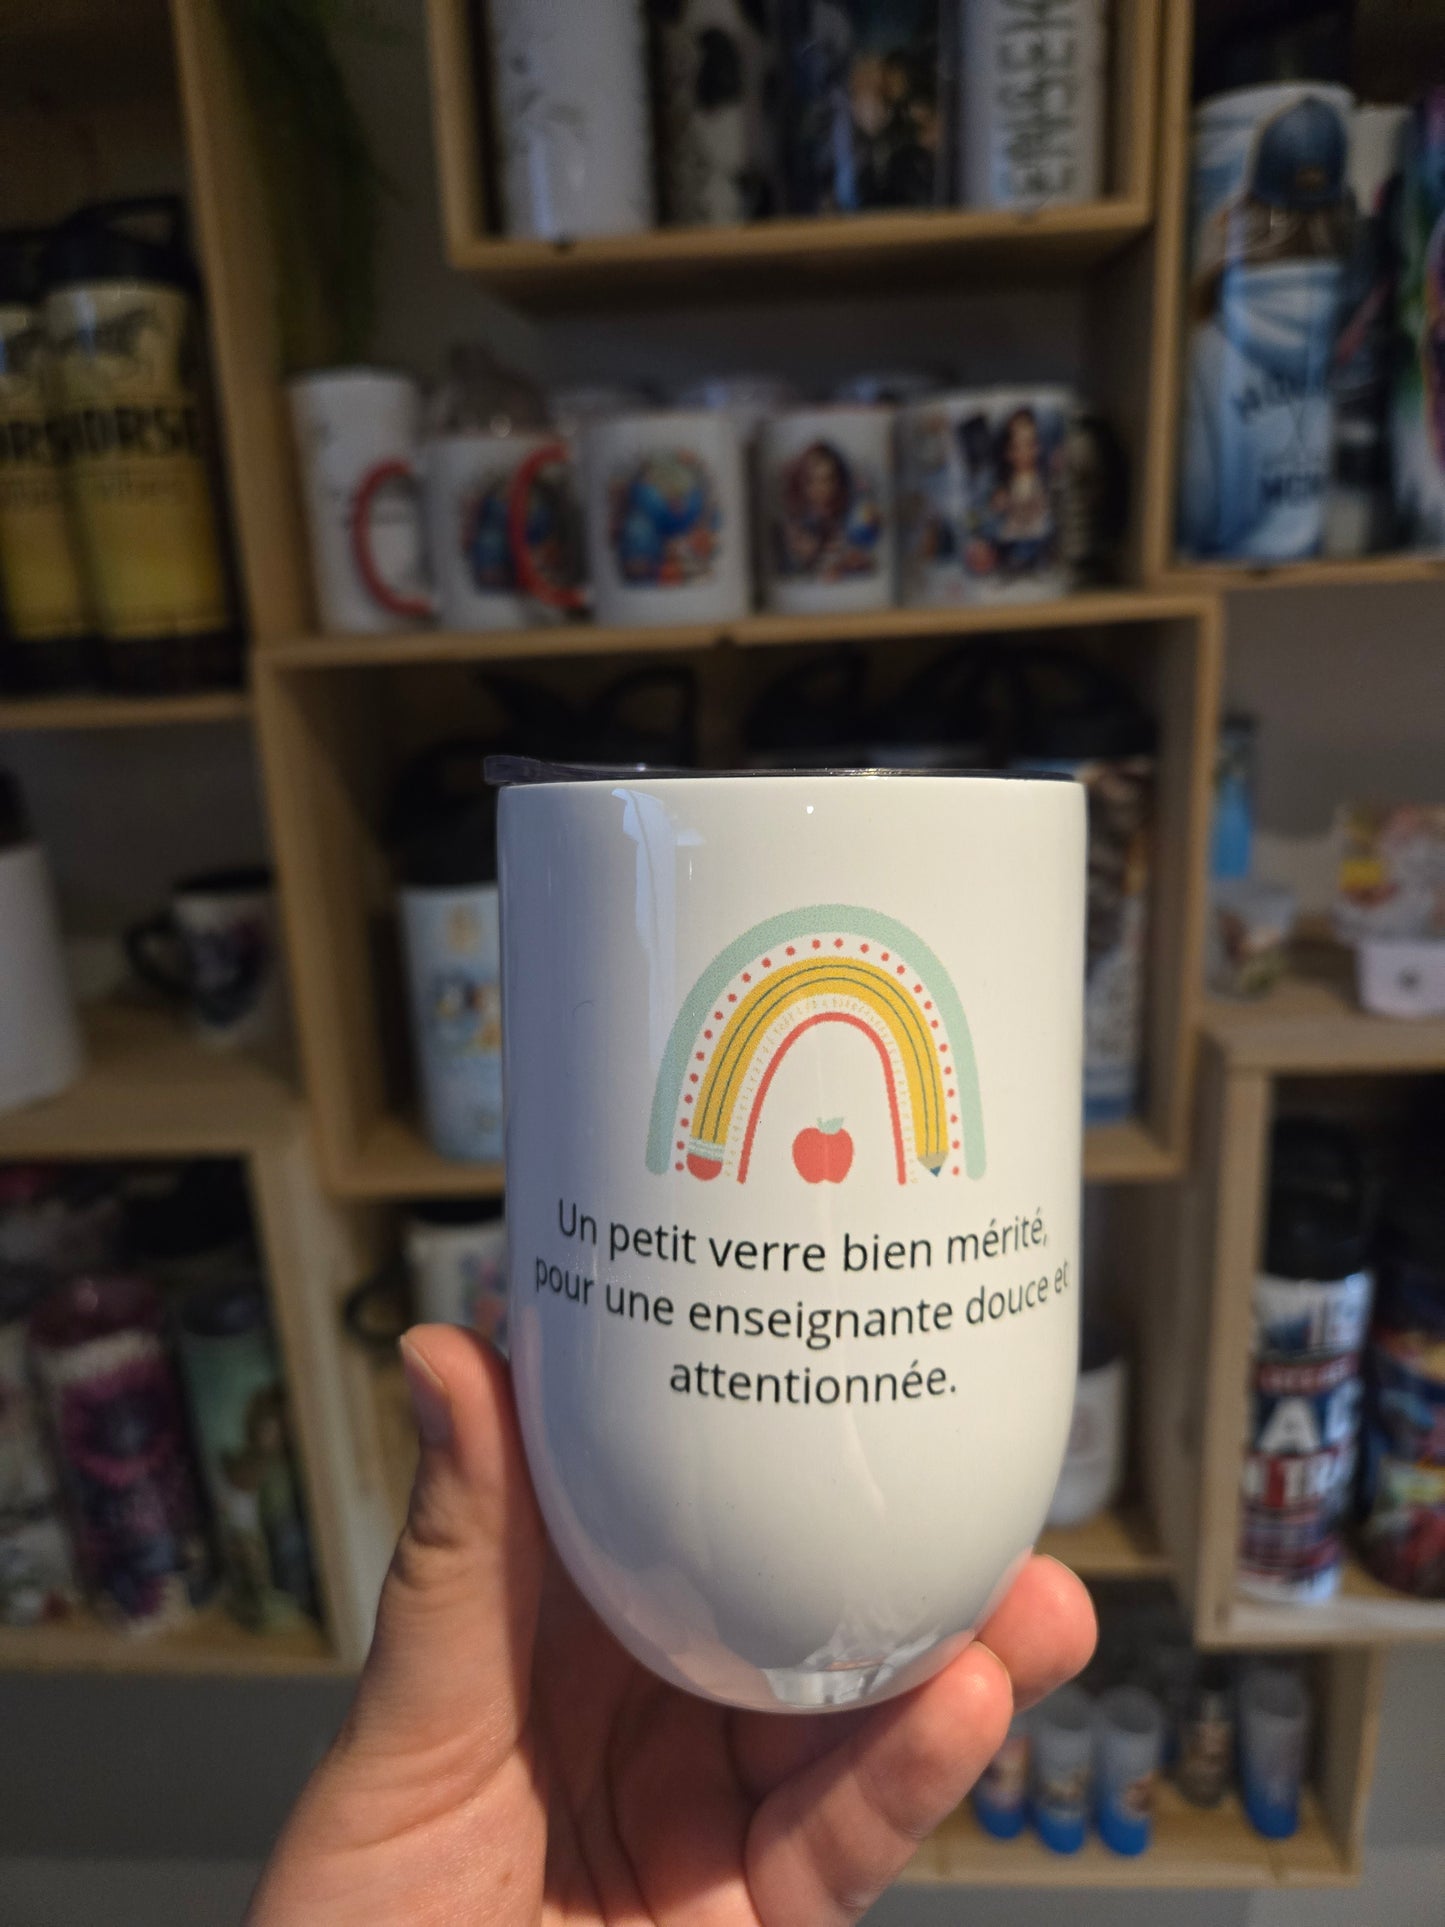 Un petit verre bien mérité,
pour une enseignante douce et
attentionnée.